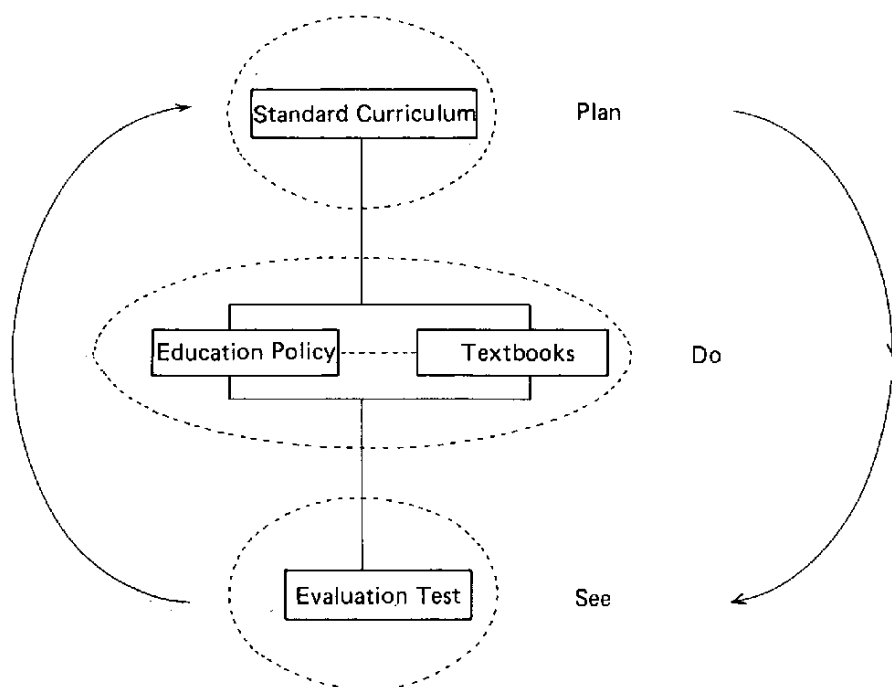 Standard Curriculum
Plan
Education Policy
Textbooks
Do
Evaluation Test
See